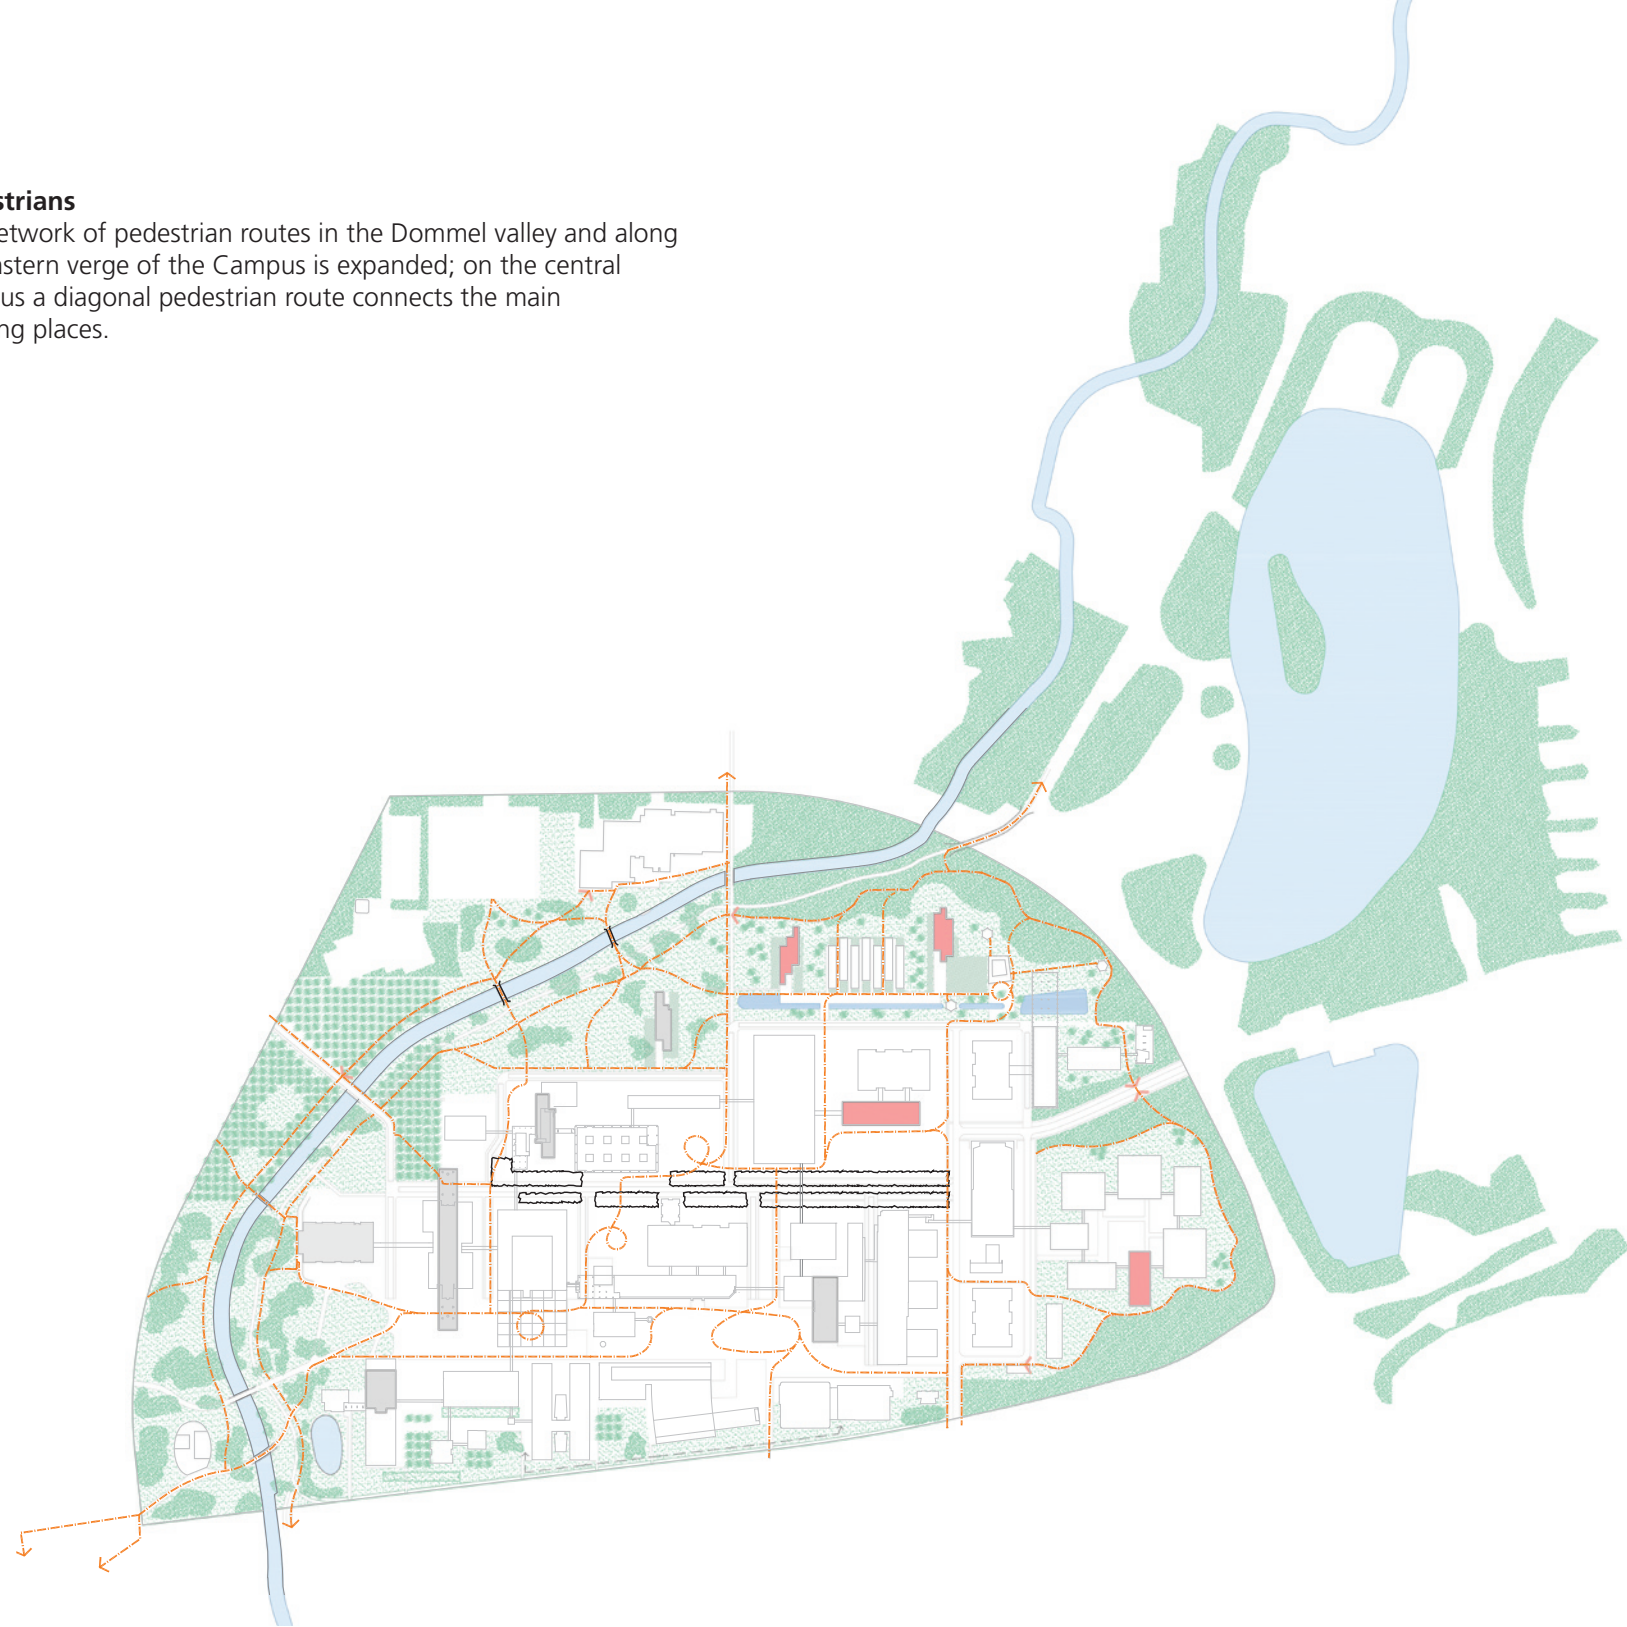 strians
etwork of pedestrian routes in the Dommel valley and along
astern verge of the Campus is expanded; on the central
us a diagonal pedestrian route connects the main
ng places.